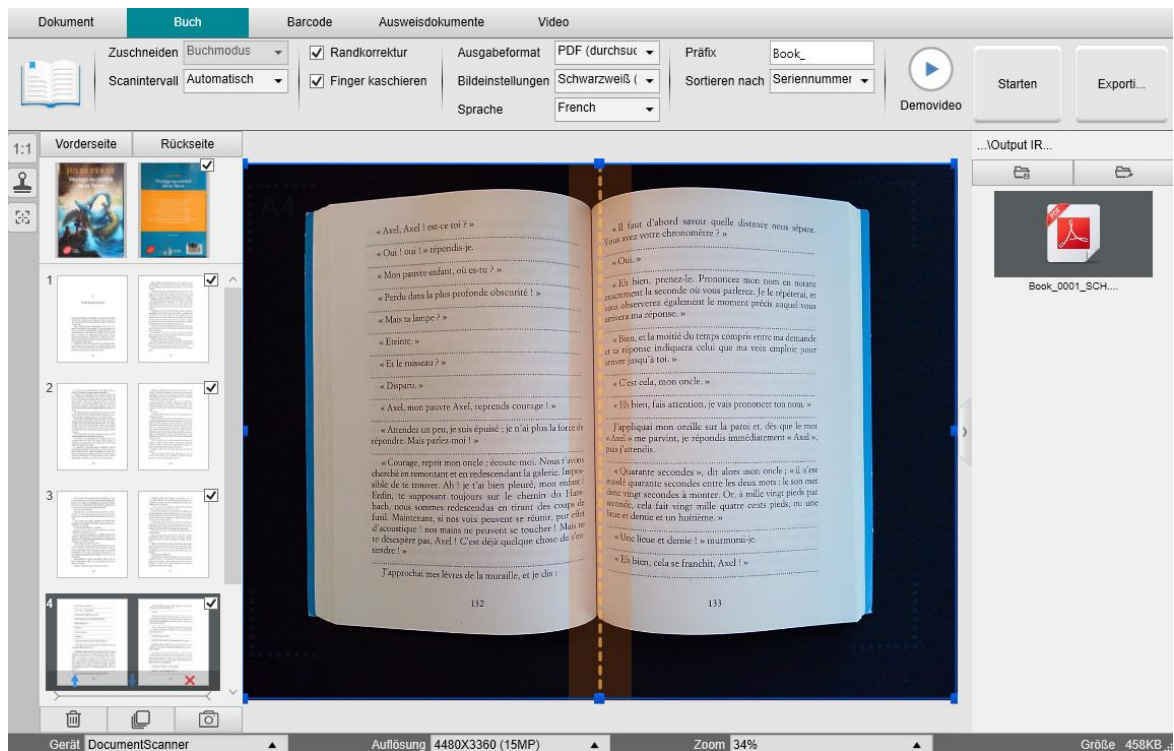 Dokument Buch Barcode Ausweisdokumente Video
Zuschneiden Buchmodus
Scanintervall Automatisch
Randkorrektur
Finger kaschieren
Ausgabeformat PDF (durchsuc
Bildeinstellungen Schwarzweiß (
Sprache French
Präfix Book_
Sortieren nach Seriennummer
Demovideo
Starten
Exporti...
1:1
Vorderseite Rückseite
JULES VERNE
Voyage au centre
de la Terre
1
2
3
4
A4
« Axel, Axel ! est-ce toi ? »
« Oui ! oui ! » répondis-je.
« Mon pauvre enfant, où es-tu ? »
« Perdu dans la plus profonde obscurité ! »
« Mais ta lampe ? »
« Eteinte. »
« Et le ruisseau ? »
« Disparu. »
« Axel, mon pauvre Axel, reprends courage ! »
« Attendez un peu, je suis épuisé ; je n'ai plus la force de
répondre. Mais parlez-moi ! »
« Courage, reprit mon oncle ; écoute-moi. Nous t'avons
cherché en remontant et en redescendant la galerie. Impos-
sible de te trouver. Ah ! je t'ai bien pleuré, mon enfant !
Enfin, te supposant toujours sur le chemin du Hans-
bach, nous sommes redescendus en tirant des coups de
fusil. Maintenant, si nos voix peuvent se réunir, pur effet
d'acoustique ! nos mains ne peuvent se toucher ! Mais ne
te désespère pas, Axel ! C'est déjà quelque chose de s'en-
tendre ! »
J'approchai mes lèvres de la muraille, et je dis :
132
« Il faut d'abord savoir quelle distance nous sépare.
Vous avez votre chronomètre ? »
« Oui. »
« Eh bien, prenez-le. Prononcez mon nom en notant
exactement la seconde où vous parlerez. Je le répéterai, et
vous observerez également le moment précis auquel vous
arrivera ma réponse. »
« Bien, et la moitié du temps compris entre ma demande
et ta réponse indiquera celui que ma voix emploie pour
arriver jusqu'à toi. »
« C'est cela, mon oncle. »
« Eh bien, fais attention, je vais prononcer ton nom. »
J'appliquai mon oreille sur la paroi et, dès que le mot
« Axel » me parvint, je répondis immédiatement « Axel »,
puis j'attendis.
« Quarante secondes », dit alors mon oncle ; « il s'est
écoulé quarante secondes entre les deux mots : le son met
donc vingt secondes à monter. Or, à mille vingt pieds par
seconde, cela fait vingt mille quatre cents pieds, ou une
lieue et demie et un huitième. »
« Une lieue et demie ! » murmurai-je.
« Eh bien, cela se franchit, Axel ! »
133
...\Output IR...
PDF
Book_0001_SCH....
Gerät DocumentScanner Auflösung 4480X3360 (15MP) Zoom 34% Größe 458KB